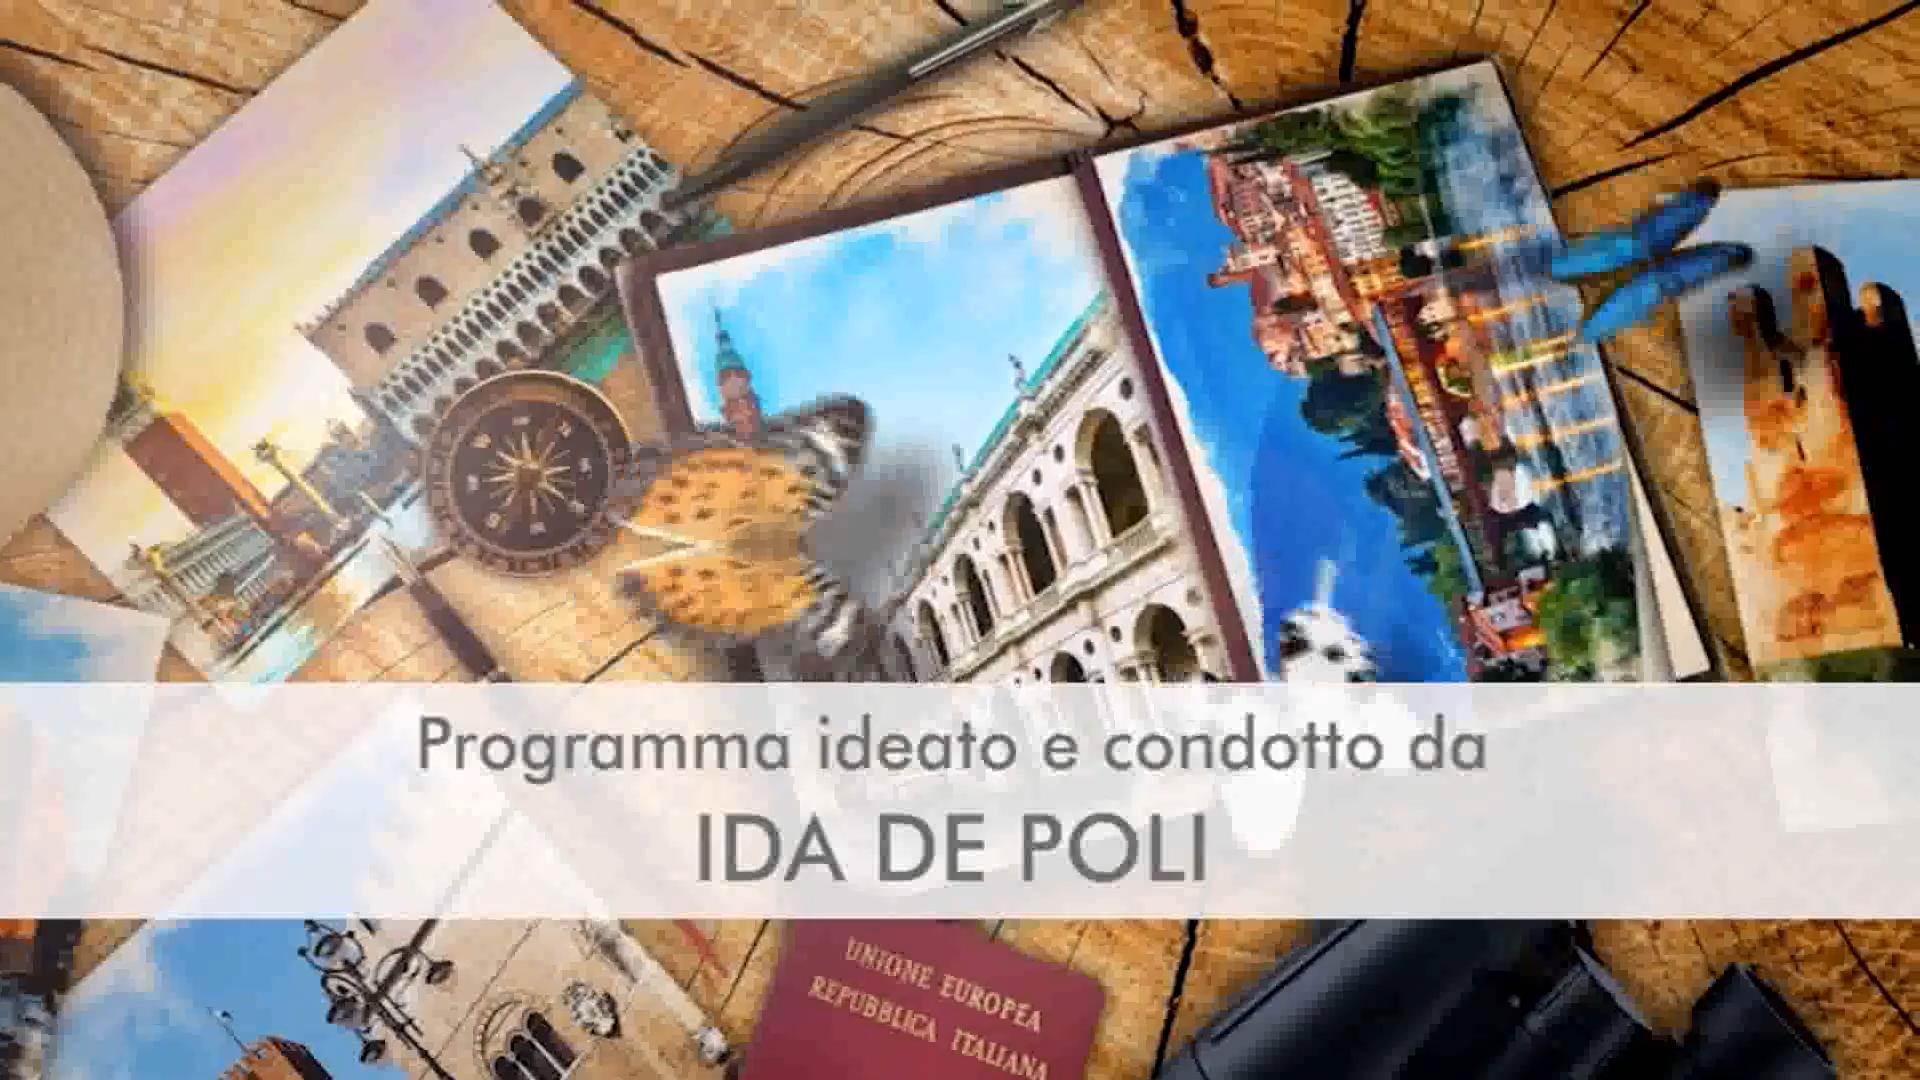 Programma ideato e condotto da
IDA DE POLI
UNIONE EUROPEA
REPUBBLICA ITALIANA